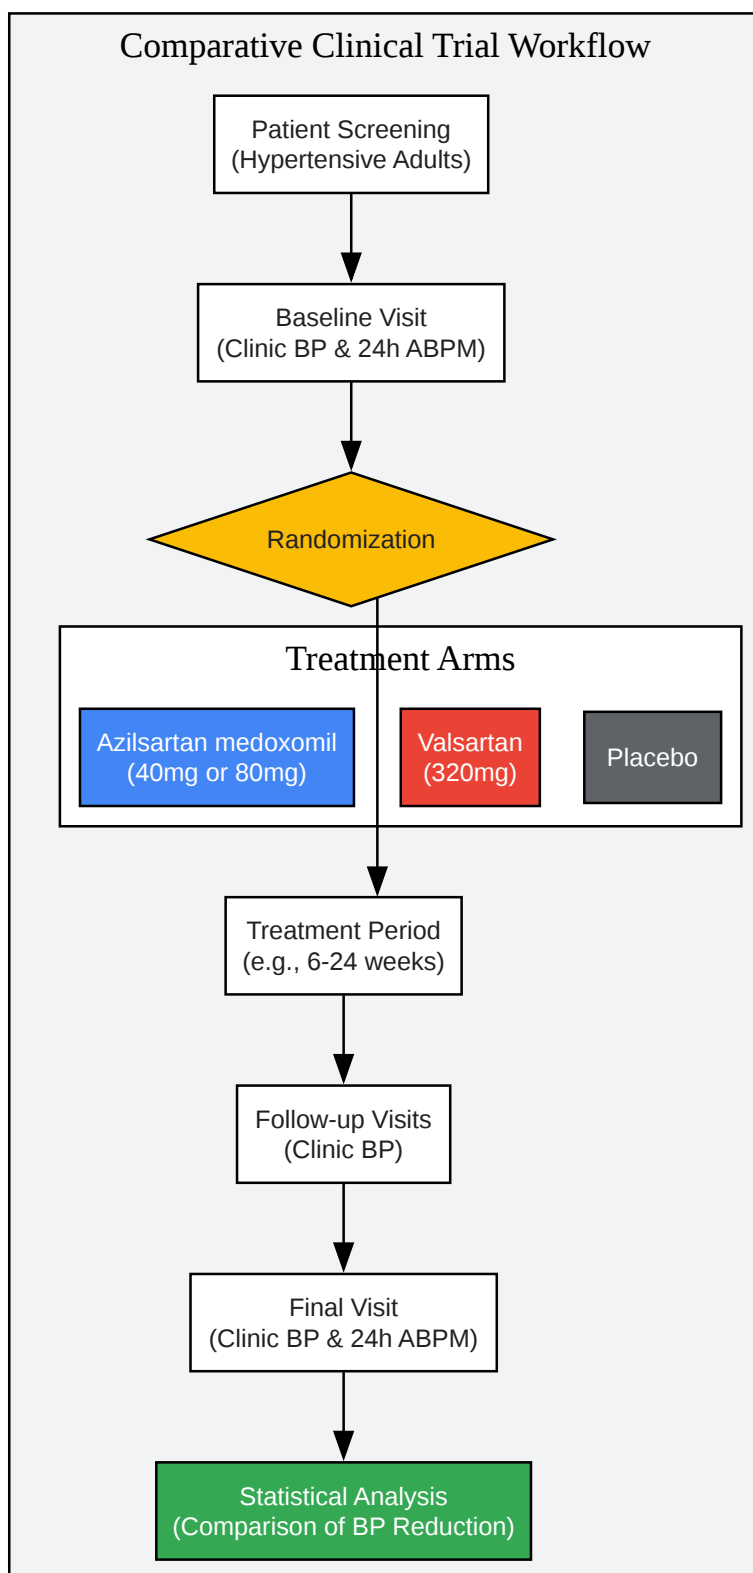 Comparative Clinical Trial Workflow
Patient Screening
(Hypertensive Adults)
Baseline Visit
(Clinic BP & 24h ABPM)
Randomization
Treatment Arms
Azilsartan medoxomil
(40mg or 80mg)
Valsartan
(320mg)
Placebo
Treatment Period
(e.g., 6-24 weeks)
Follow-up Visits
(Clinic BP)
Final Visit
(Clinic BP & 24h ABPM)
Statistical Analysis
(Comparison of BP Reduction)